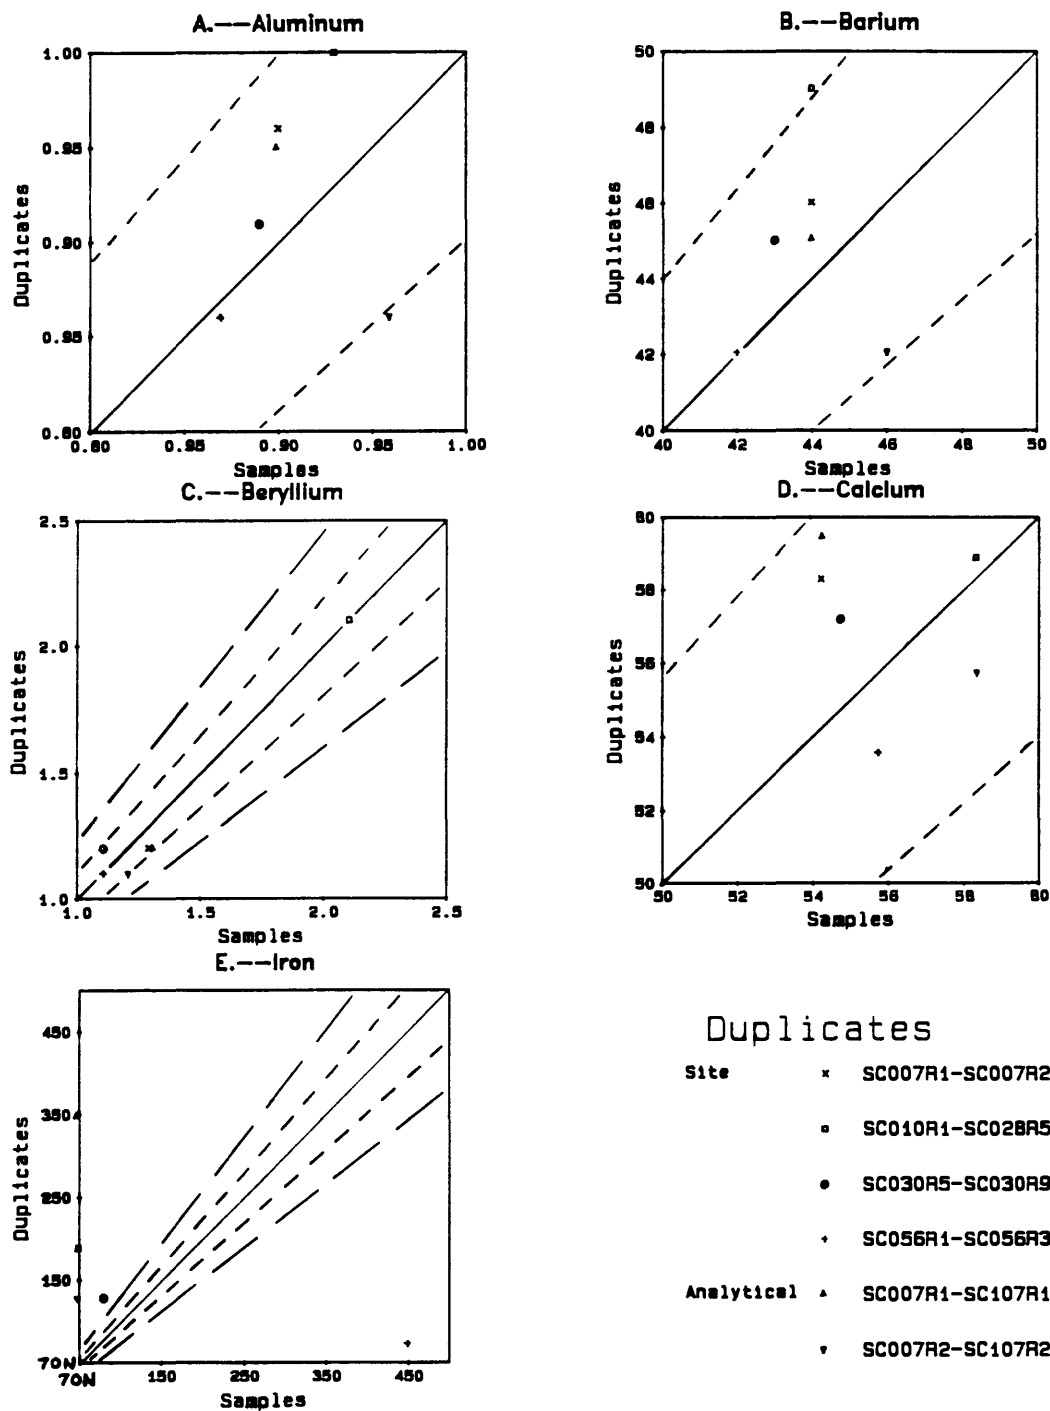 A.--Aluminum
1.00
0.95
0.90
0.85
0.80
Duplicates
0.80 0.85 0.90 0.95 1.00
Samples
B.--Barium
50
48
46
44
42
40
Duplicates
40 42 44 46 48 50
Samples
C.--Beryllium
2.5
2.0
1.5
1.0
Duplicates
1.0 1.5 2.0 2.5
Samples
D.--Calcium
60
58
56
54
52
50
Duplicates
50 52 54 56 58 60
Samples
E.--Iron
450
350
250
150
70N
Duplicates
70N 150 250 350 450
Samples
Duplicates
Site × SC007R1-SC007R2
SC010R1-SC028R5
SC030R5-SC030R9
SC056R1-SC056R3
Analytical SC007R1-SC107R1
SC007R2-SC107R2